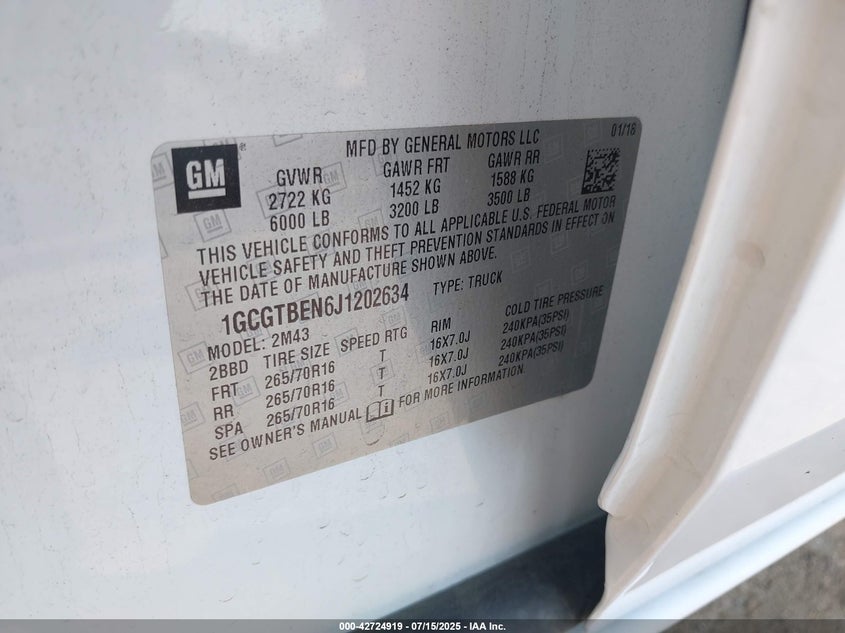 GM
MFD BY GENERAL MOTORS LLC
01/18
GVWR GAWR FRT GAWR RR
2722 KG 1452 KG 1588 KG
6000 LB 3200 LB 3500 LB
THIS VEHICLE CONFORMS TO ALL APPLICABLE U.S. FEDERAL MOTOR
VEHICLE SAFETY AND THEFT PREVENTION STANDARDS IN EFFECT ON
THE DATE OF MANUFACTURE SHOWN ABOVE.
1GCGTBEN6J1202634 TYPE: TRUCK
MODEL: 2M43
2BBD TIRE SIZE SPEED RTG RIM COLD TIRE PRESSURE
FRT 265/70R16 T 16X7.0J 240KPA(35PSI)
RR 265/70R16 T 16X7.0J 240KPA(35PSI)
SPA 265/70R16 T 16X7.0J 240KPA(35PSI)
SEE OWNER'S MANUAL FOR MORE INFORMATION.
000-42724919 - 07/15/2025 - IAA Inc.